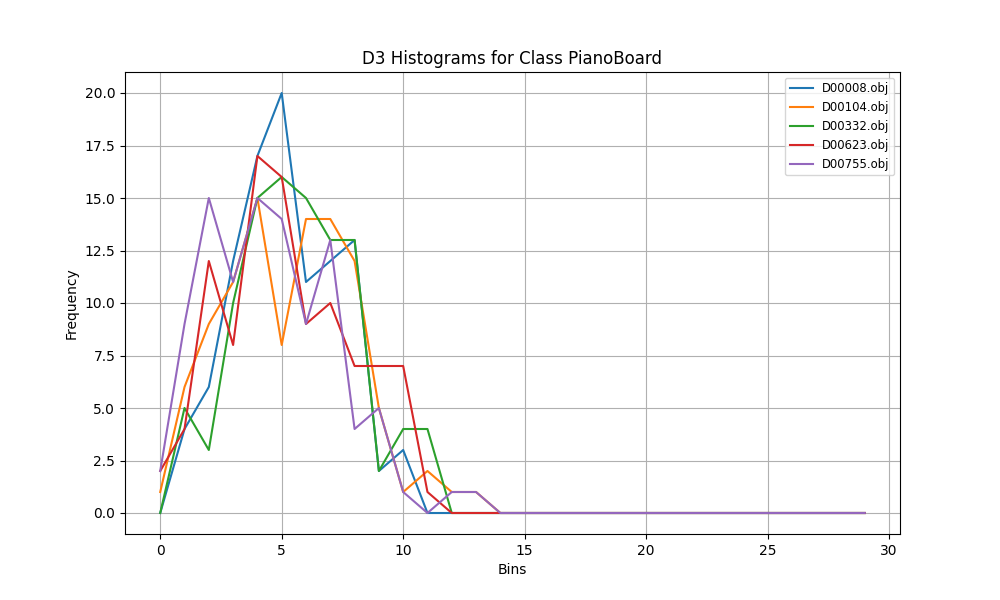 D3 Histograms for Class PianoBoard
D00008.obj
D00104.obj
D00332.obj
D00623.obj
D00755.obj
Frequency
20.0
17.5
15.0
12.5
10.0
7.5
5.0
2.5
0.0
0 5 10 15 20 25 30
Bins